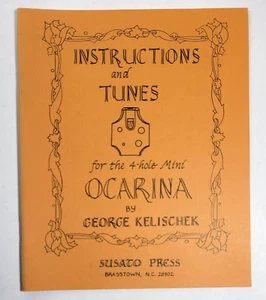 INSTRUCTIONS
and
TUNES
for the 4-hole Mini
OCARINA
BY
GEORGE KELISCHEK
SUSATO PRESS
BRASSTOWN, N.C. 28902